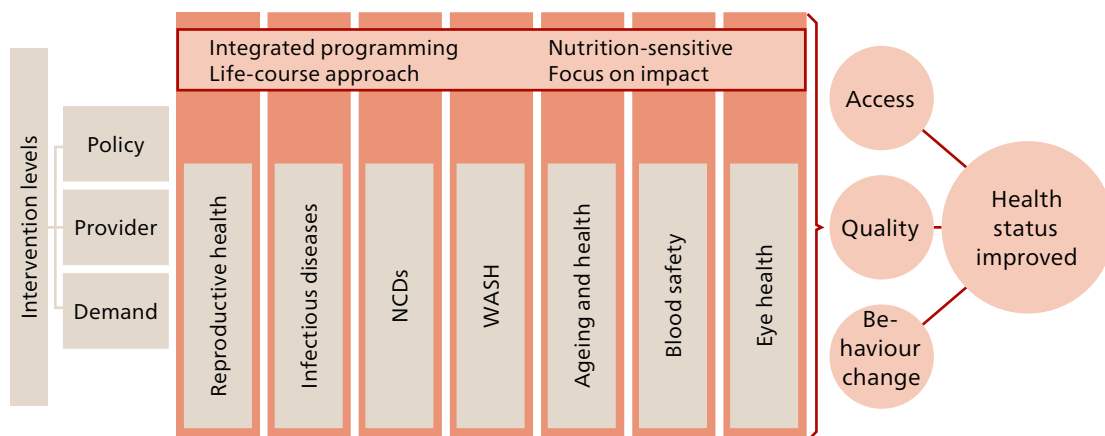 Intervention levels
Policy
Provider
Demand
Integrated programming
Life-course approach
Nutrition-sensitive
Focus on impact
Reproductive health
Infectious diseases
NCDs
WASH
Ageing and health
Blood safety
Eye health
Access
Quality
Be-
haviour
change
Health
status
improved